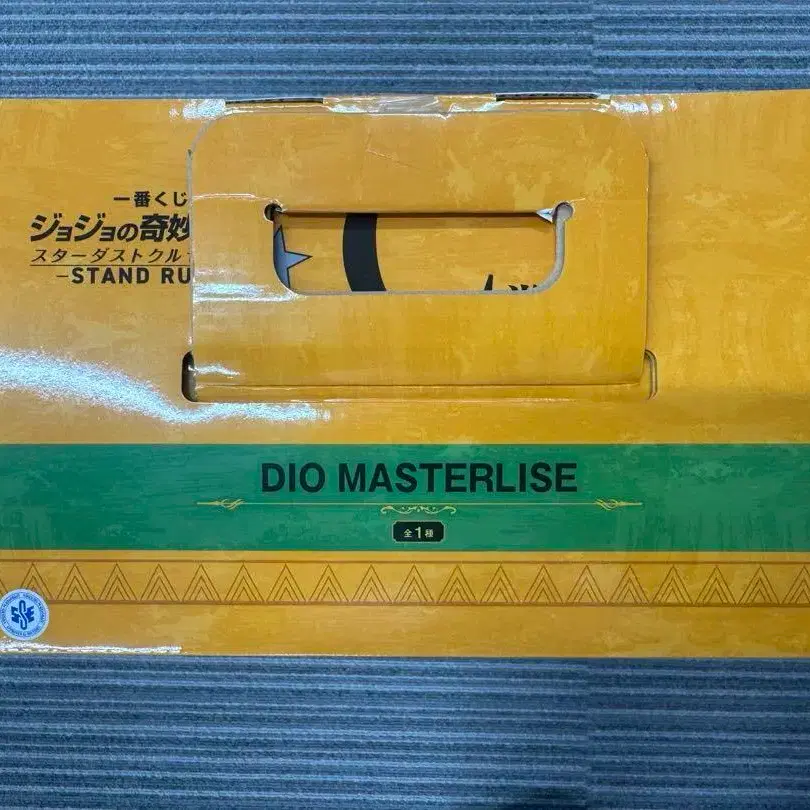 一番くじ
ジョジョの奇妙
スターダストクル
-STAND RU
DIO MASTERLISE
全1種